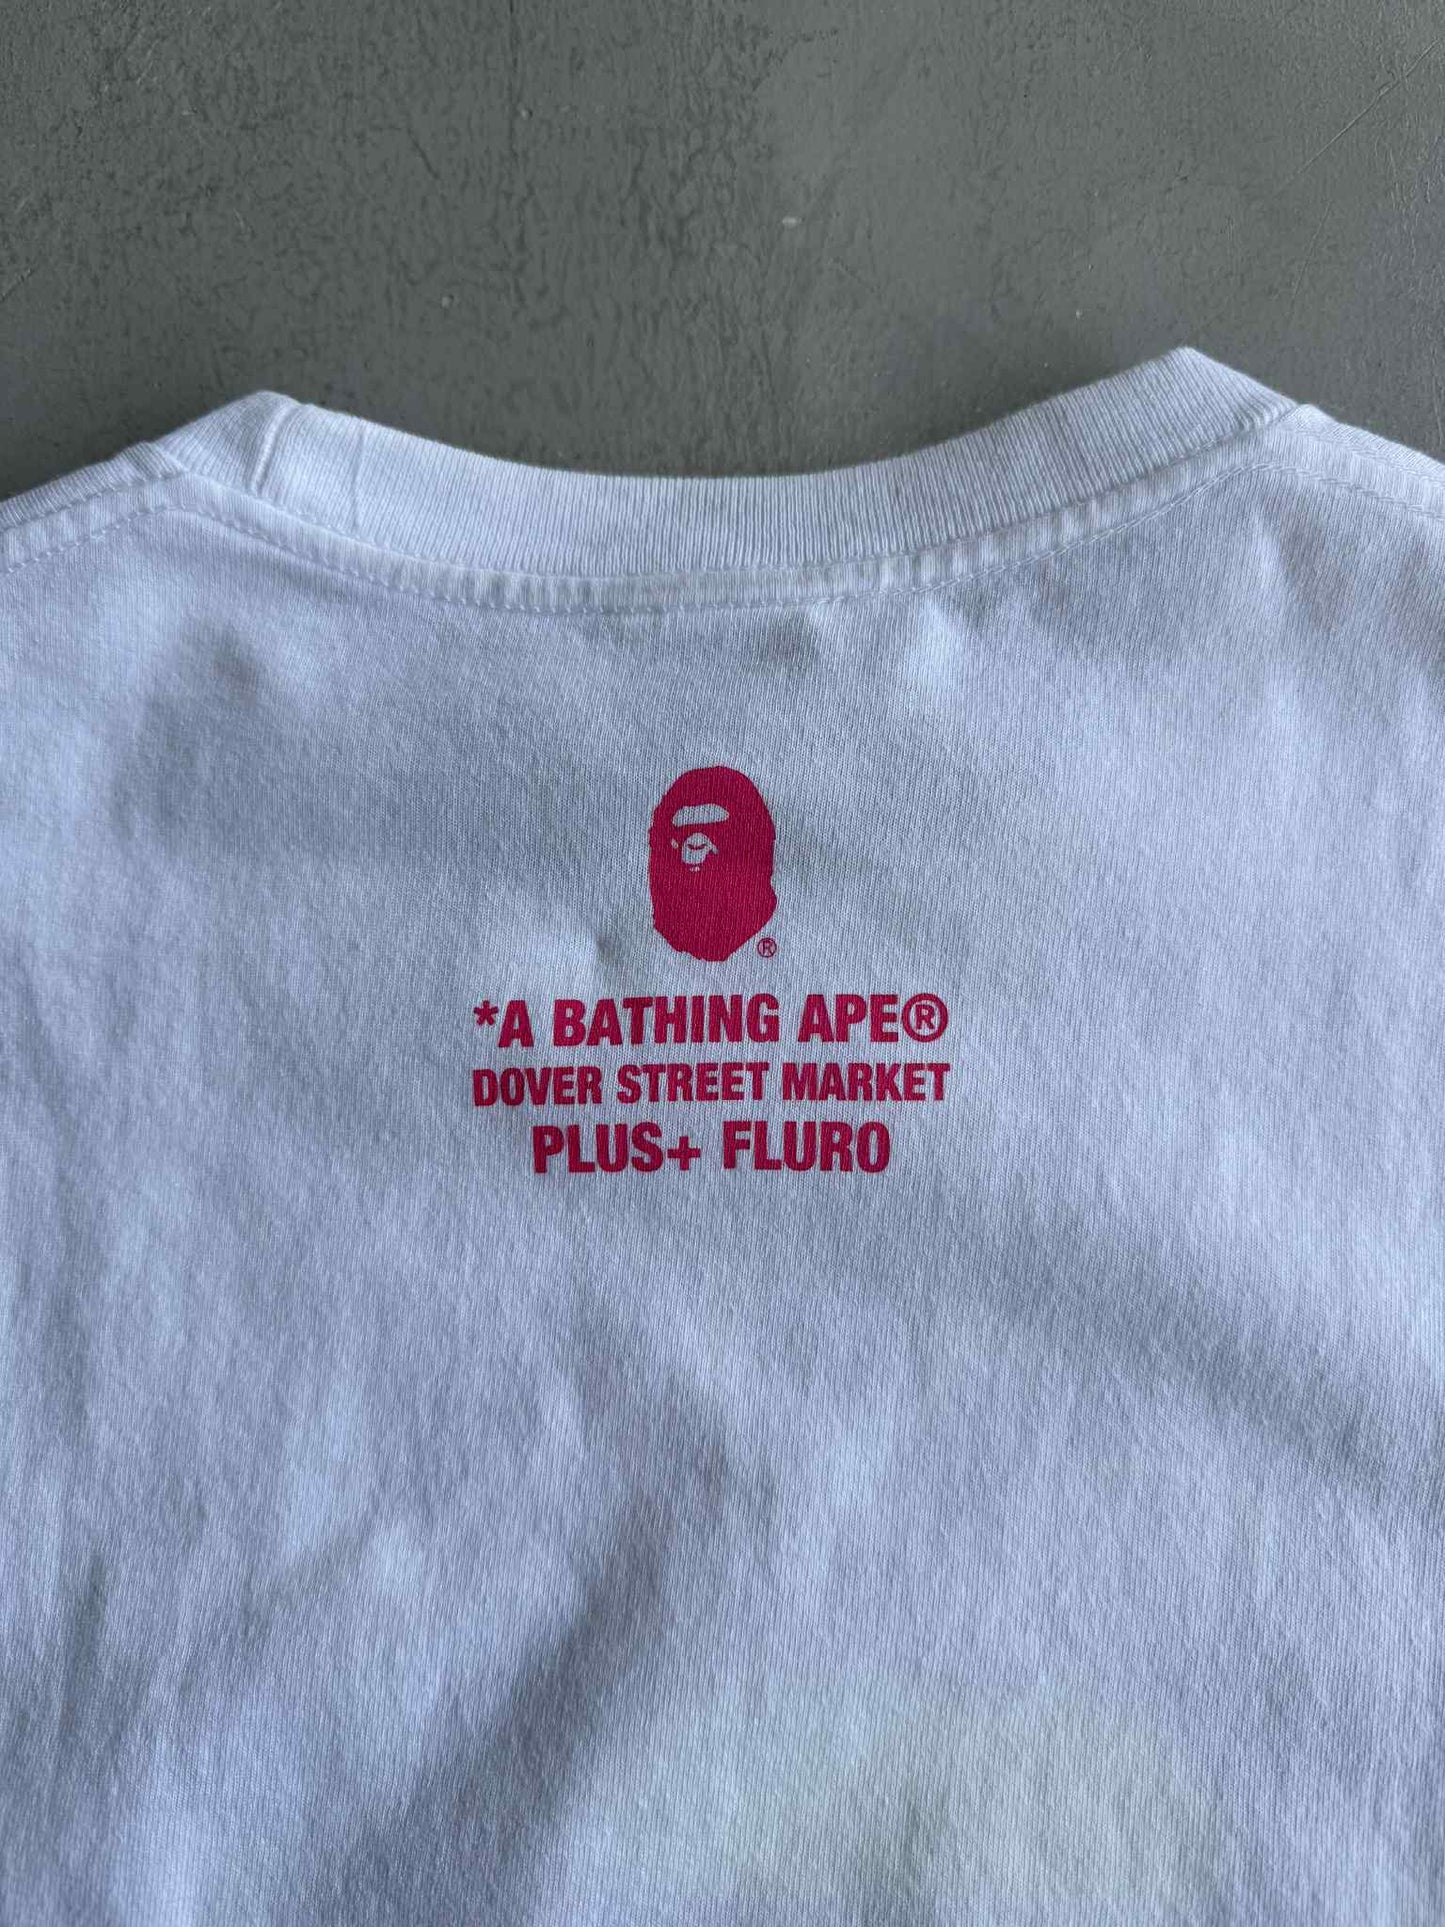 ®
*A BATHING APE®
DOVER STREET MARKET
PLUS+ FLURO